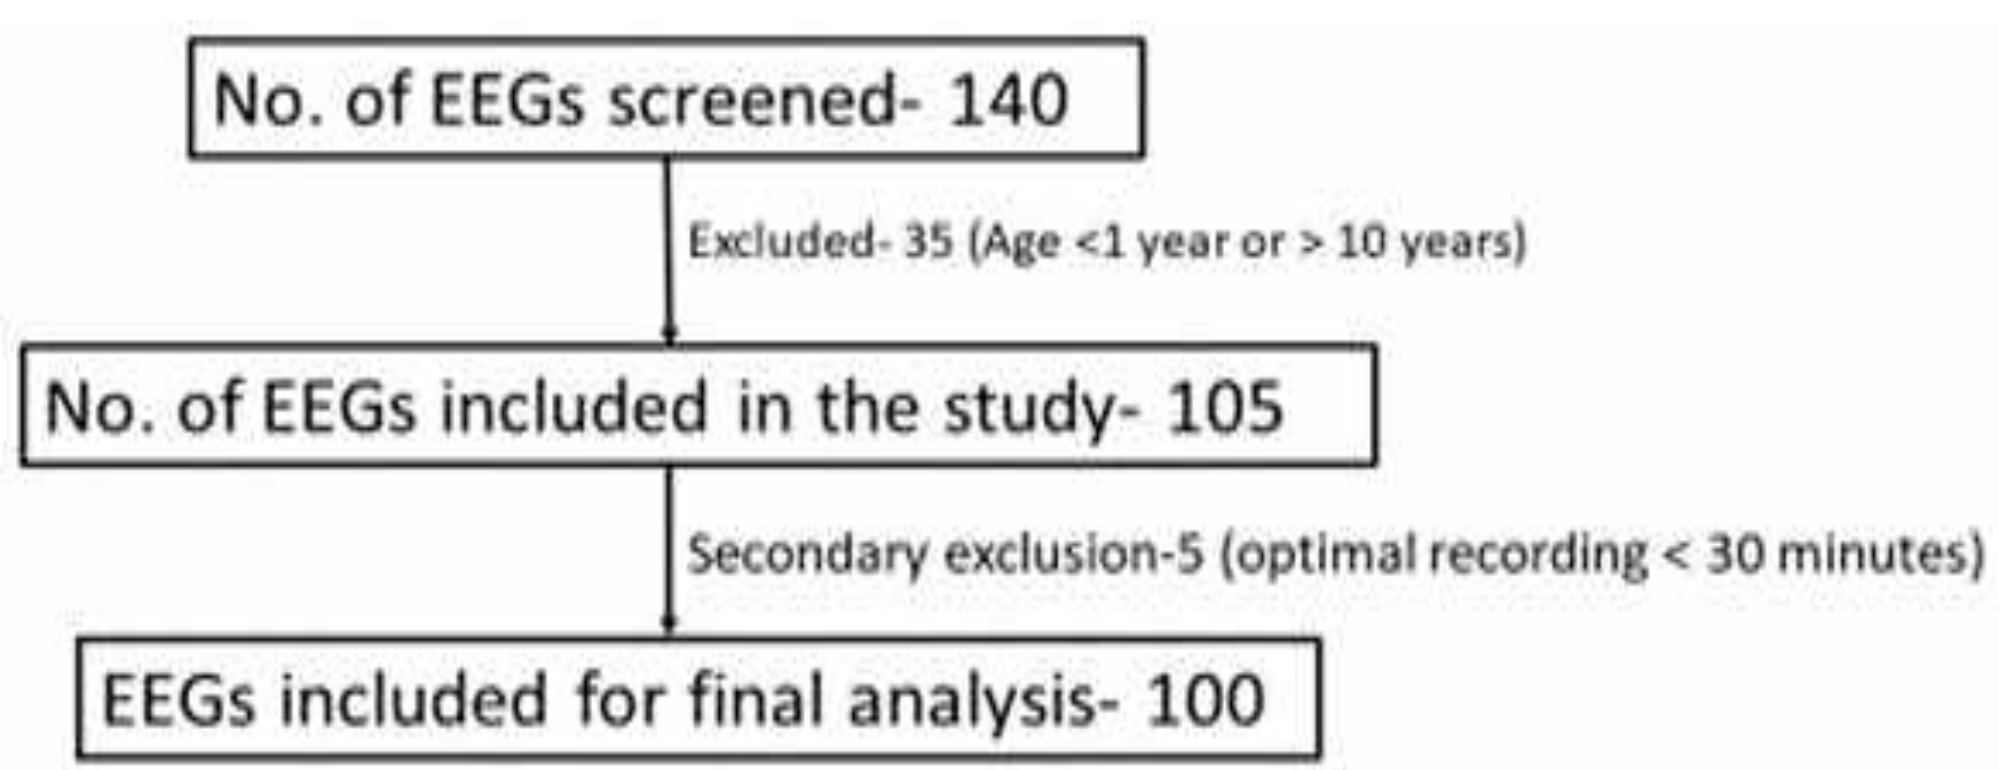 No. of EEGs screened- 140
Excluded- 35 (Age <1 year or > 10 years)
No. of EEGs included in the study- 105
Secondary exclusion-5 (optimal recording < 30 minutes)
EEGs included for final analysis- 100